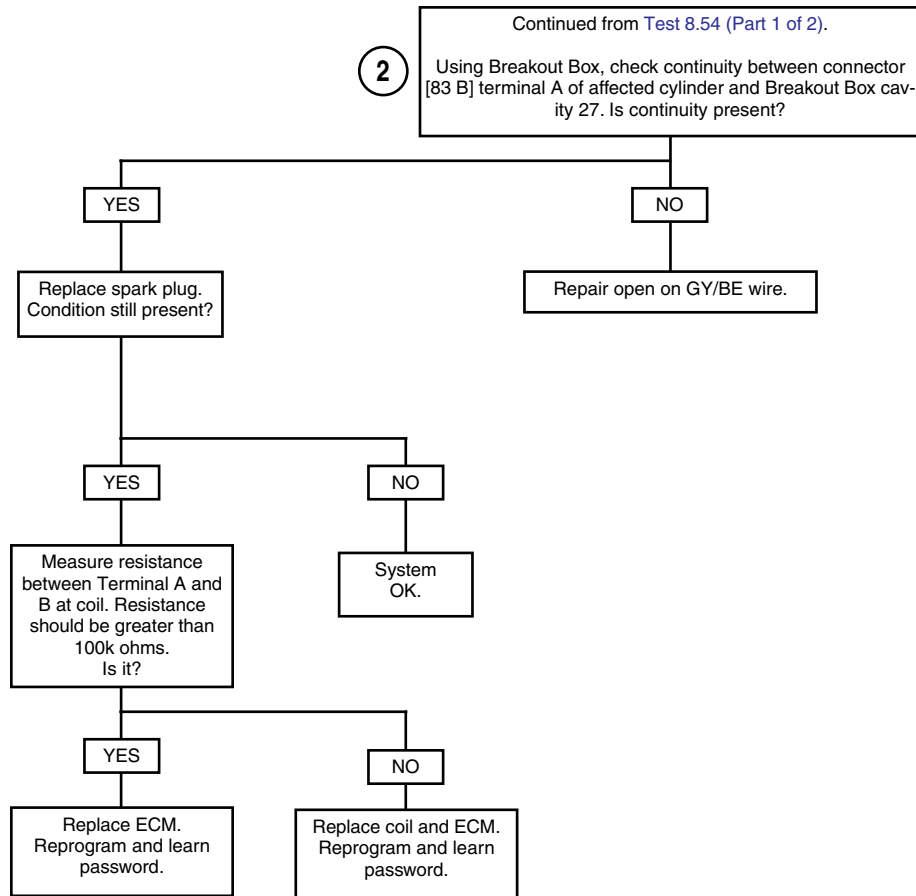 Continued from Test 8.54 (Part 1 of 2).
2
Using Breakout Box, check continuity between connector
[83 B] terminal A of affected cylinder and Breakout Box cav-
ity 27. Is continuity present?
YES
NO
Replace spark plug.
Condition still present?
Repair open on GY/BE wire.
YES
NO
Measure resistance
between Terminal A and
B at coil. Resistance
should be greater than
100k ohms.
Is it?
System
OK.
YES
NO
Replace ECM.
Reprogram and learn
password.
Replace coil and ECM.
Reprogram and learn
password.